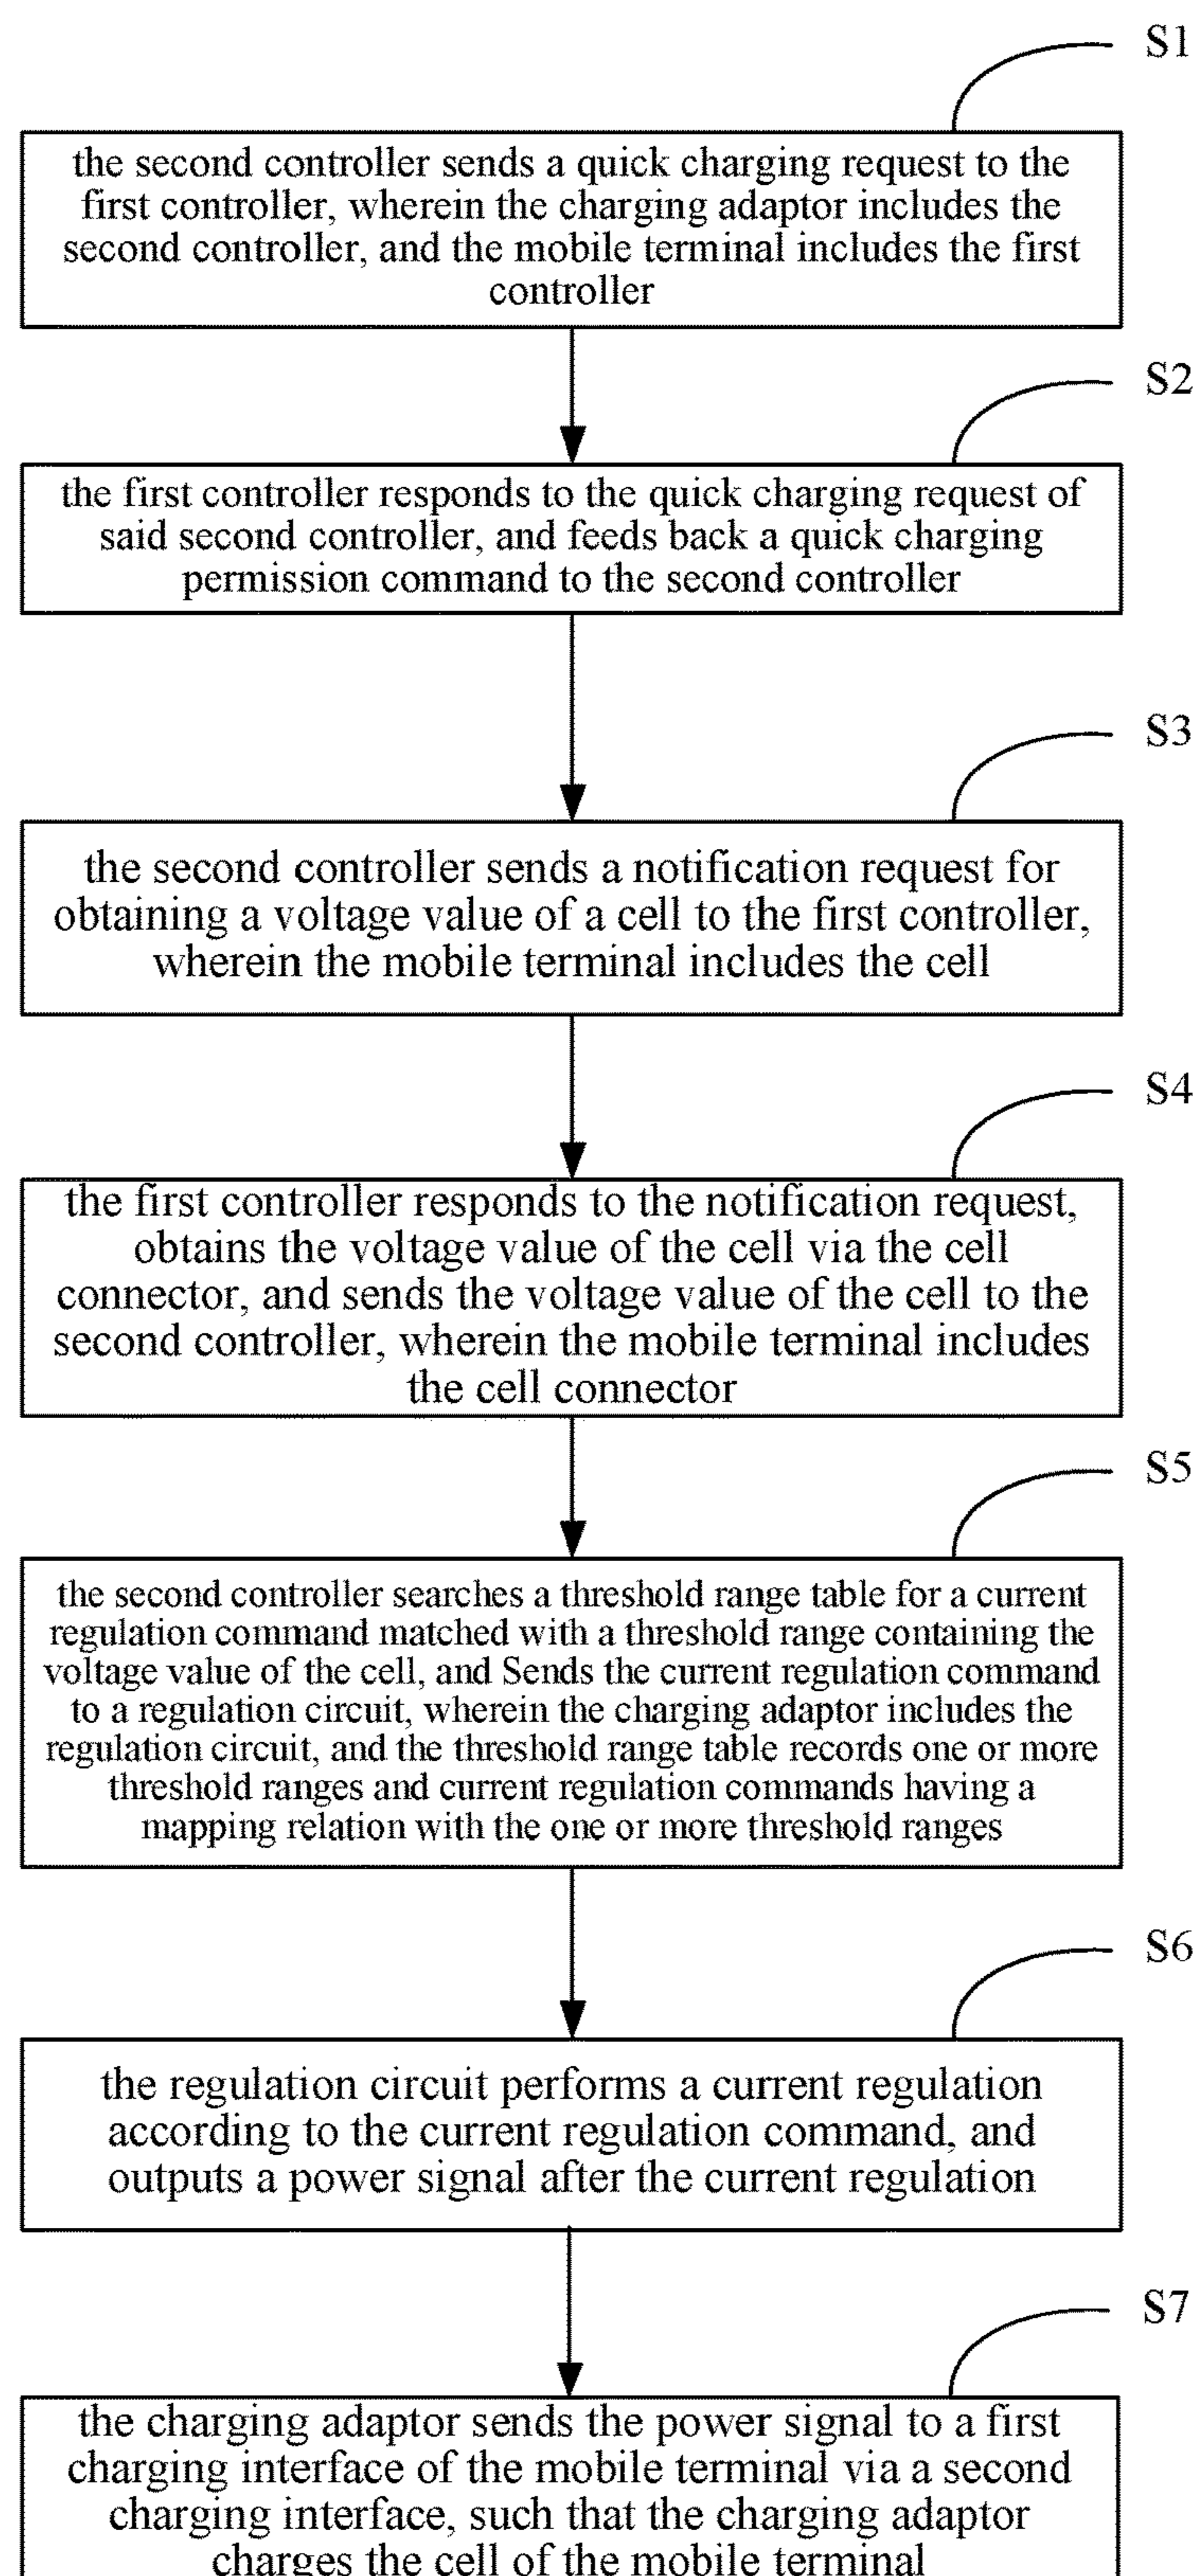 S1
the second controller sends a quick charging request to the
first controller, wherein the charging adaptor includes the
second controller, and the mobile terminal includes the first
controller
S2
the first controller responds to the quick charging request of
said second controller, and feeds back a quick charging
permission command to the second controller
S3
the second controller sends a notification request for
obtaining a voltage value of a cell to the first controller,
wherein the mobile terminal includes the cell
S4
the first controller responds to the notification request,
obtains the voltage value of the cell via the cell
connector, and sends the voltage value of the cell to the
second controller, wherein the mobile terminal includes
the cell connector
S5
the second controller searches a threshold range table for a current
regulation command matched with a threshold range containing the
voltage value of the cell, and Sends the current regulation command
to a regulation circuit, wherein the charging adaptor includes the
regulation circuit, and the threshold range table records one or more
threshold ranges and current regulation commands having a
mapping relation with the one or more threshold ranges
S6
the regulation circuit performs a current regulation
according to the current regulation command, and
outputs a power signal after the current regulation
S7
the charging adaptor sends the power signal to a first
charging interface of the mobile terminal via a second
charging interface, such that the charging adaptor
charges the cell of the mobile terminal